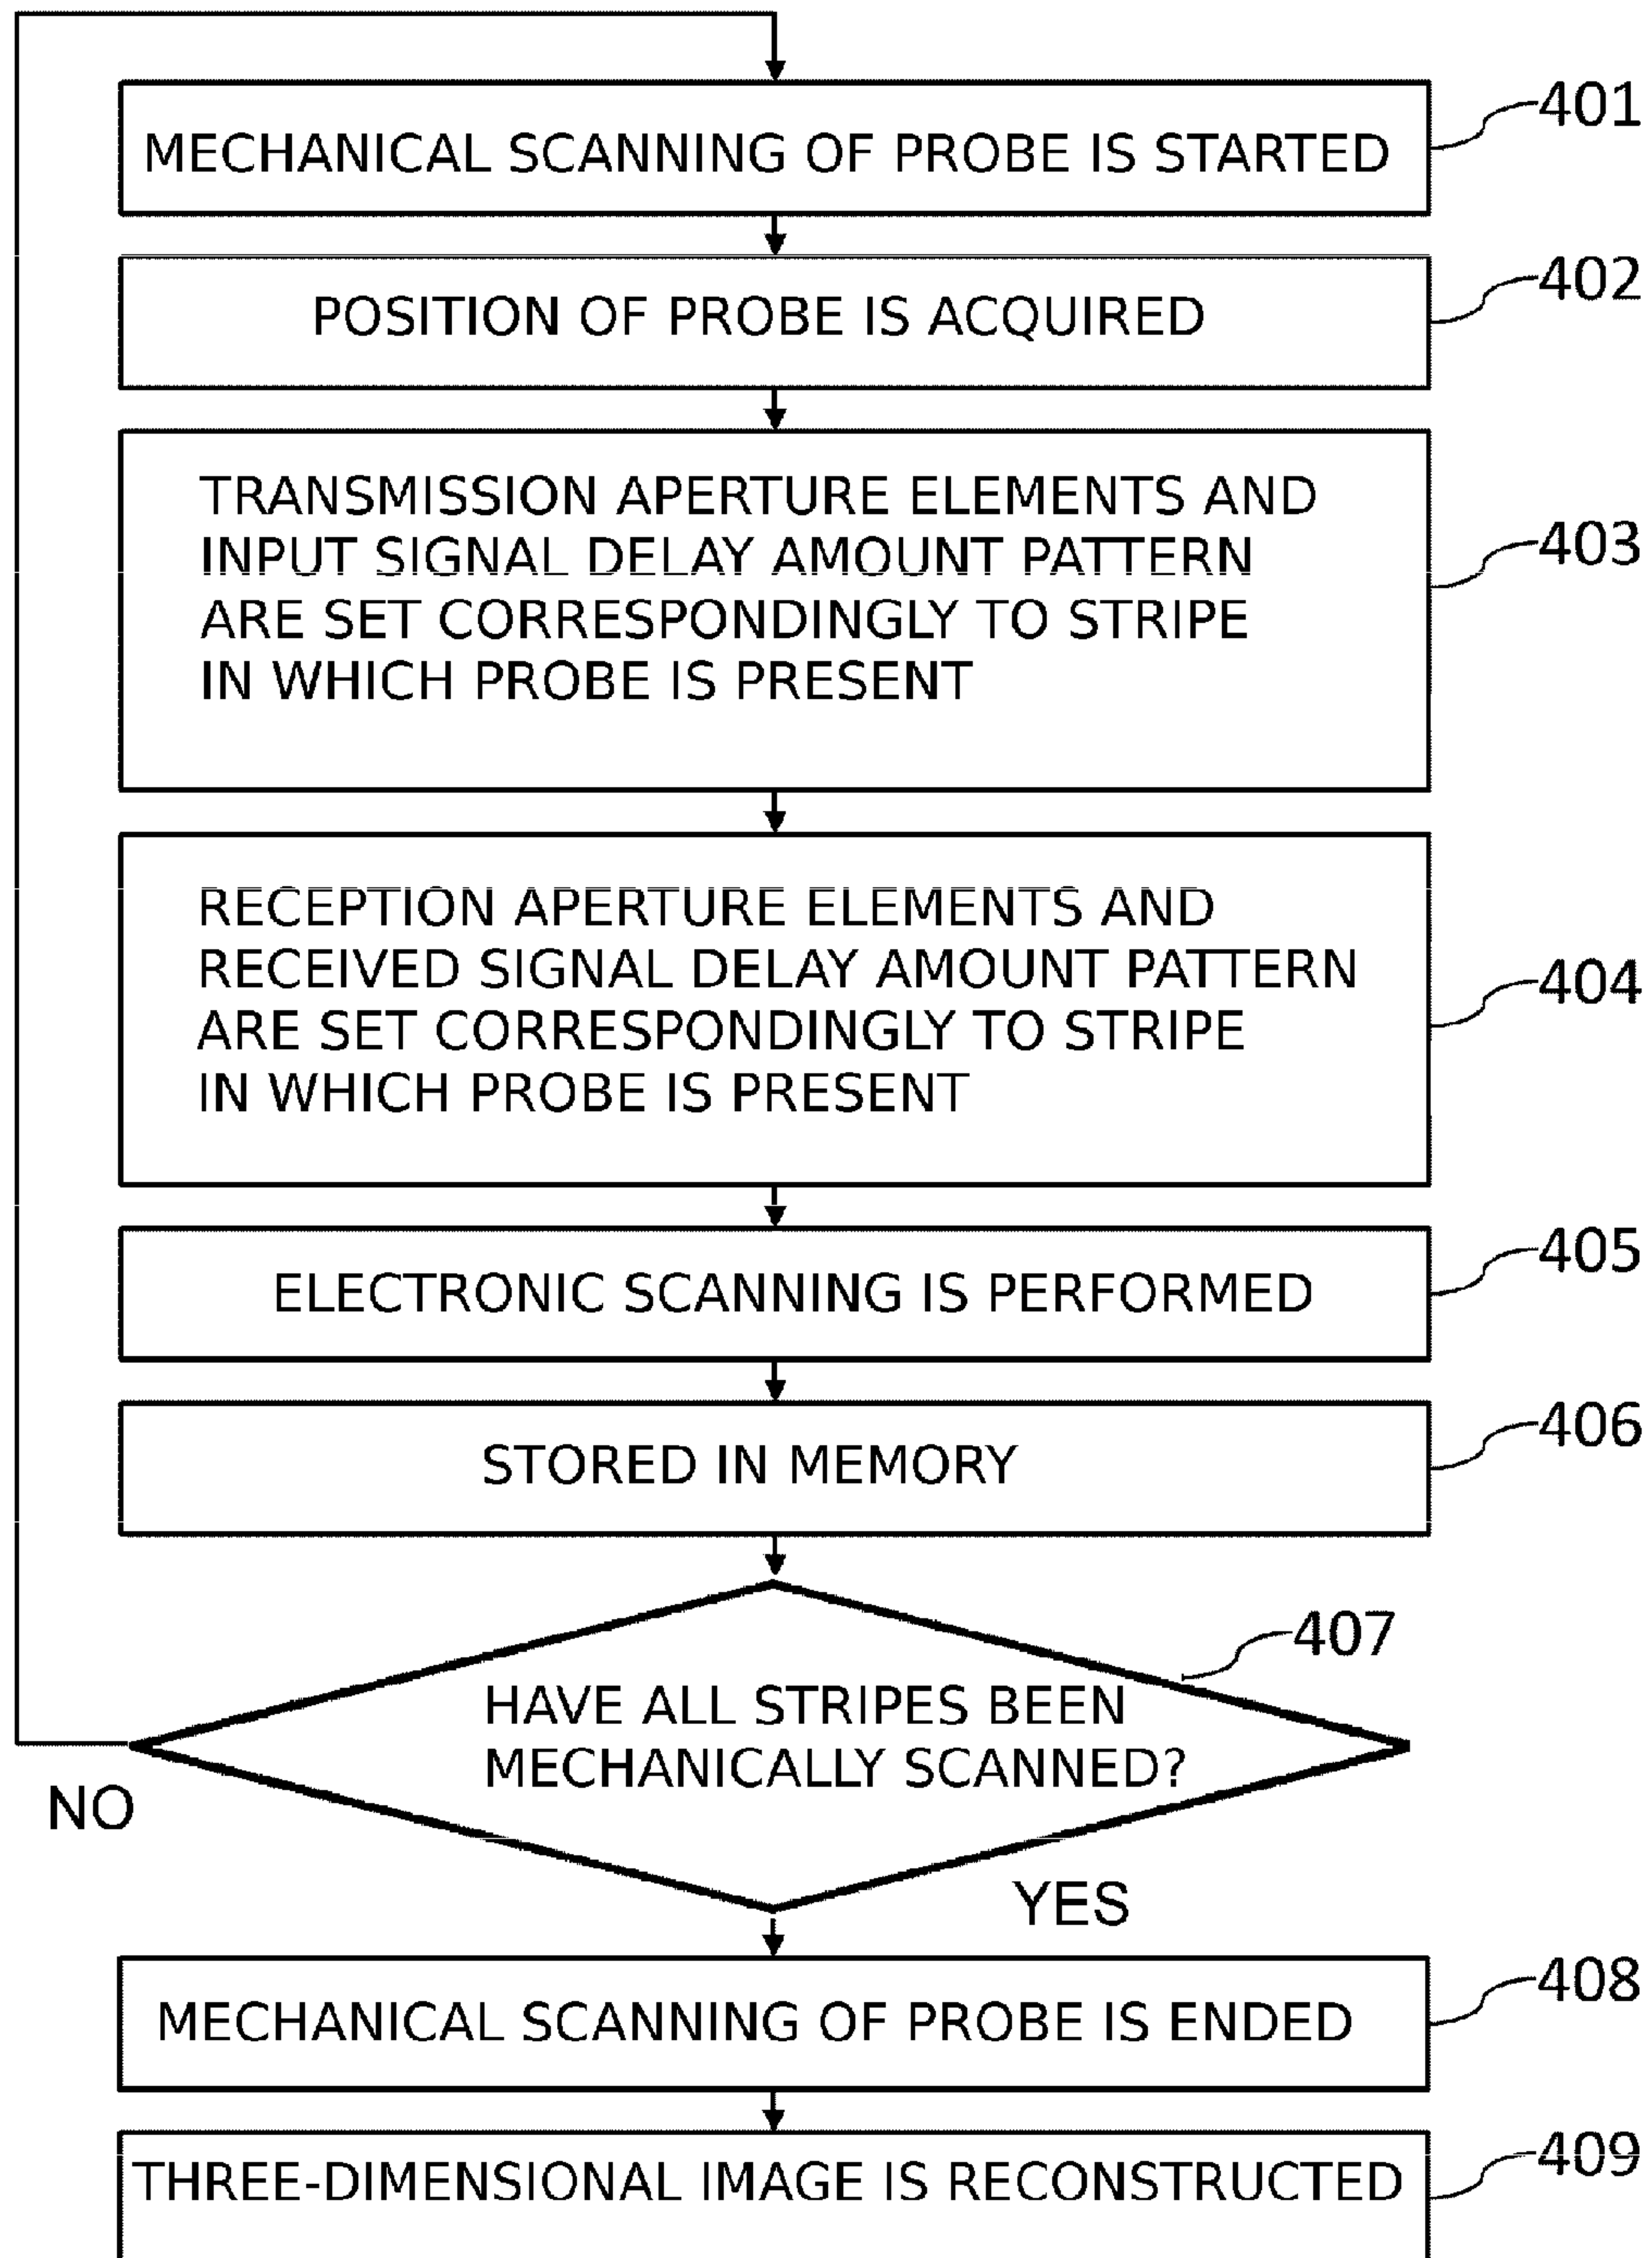 MECHANICAL SCANNING OF PROBE IS STARTED
401
POSITION OF PROBE IS ACQUIRED
402
TRANSMISSION APERTURE ELEMENTS AND
INPUT SIGNAL DELAY AMOUNT PATTERN
ARE SET CORRESPONDINGLY TO STRIPE
IN WHICH PROBE IS PRESENT
403
RECEPTION APERTURE ELEMENTS AND
RECEIVED SIGNAL DELAY AMOUNT PATTERN
ARE SET CORRESPONDINGLY TO STRIPE
IN WHICH PROBE IS PRESENT
404
ELECTRONIC SCANNING IS PERFORMED
405
STORED IN MEMORY
406
407
HAVE ALL STRIPES BEEN
MECHANICALLY SCANNED?
NO
YES
MECHANICAL SCANNING OF PROBE IS ENDED
408
THREE-DIMENSIONAL IMAGE IS RECONSTRUCTED
409